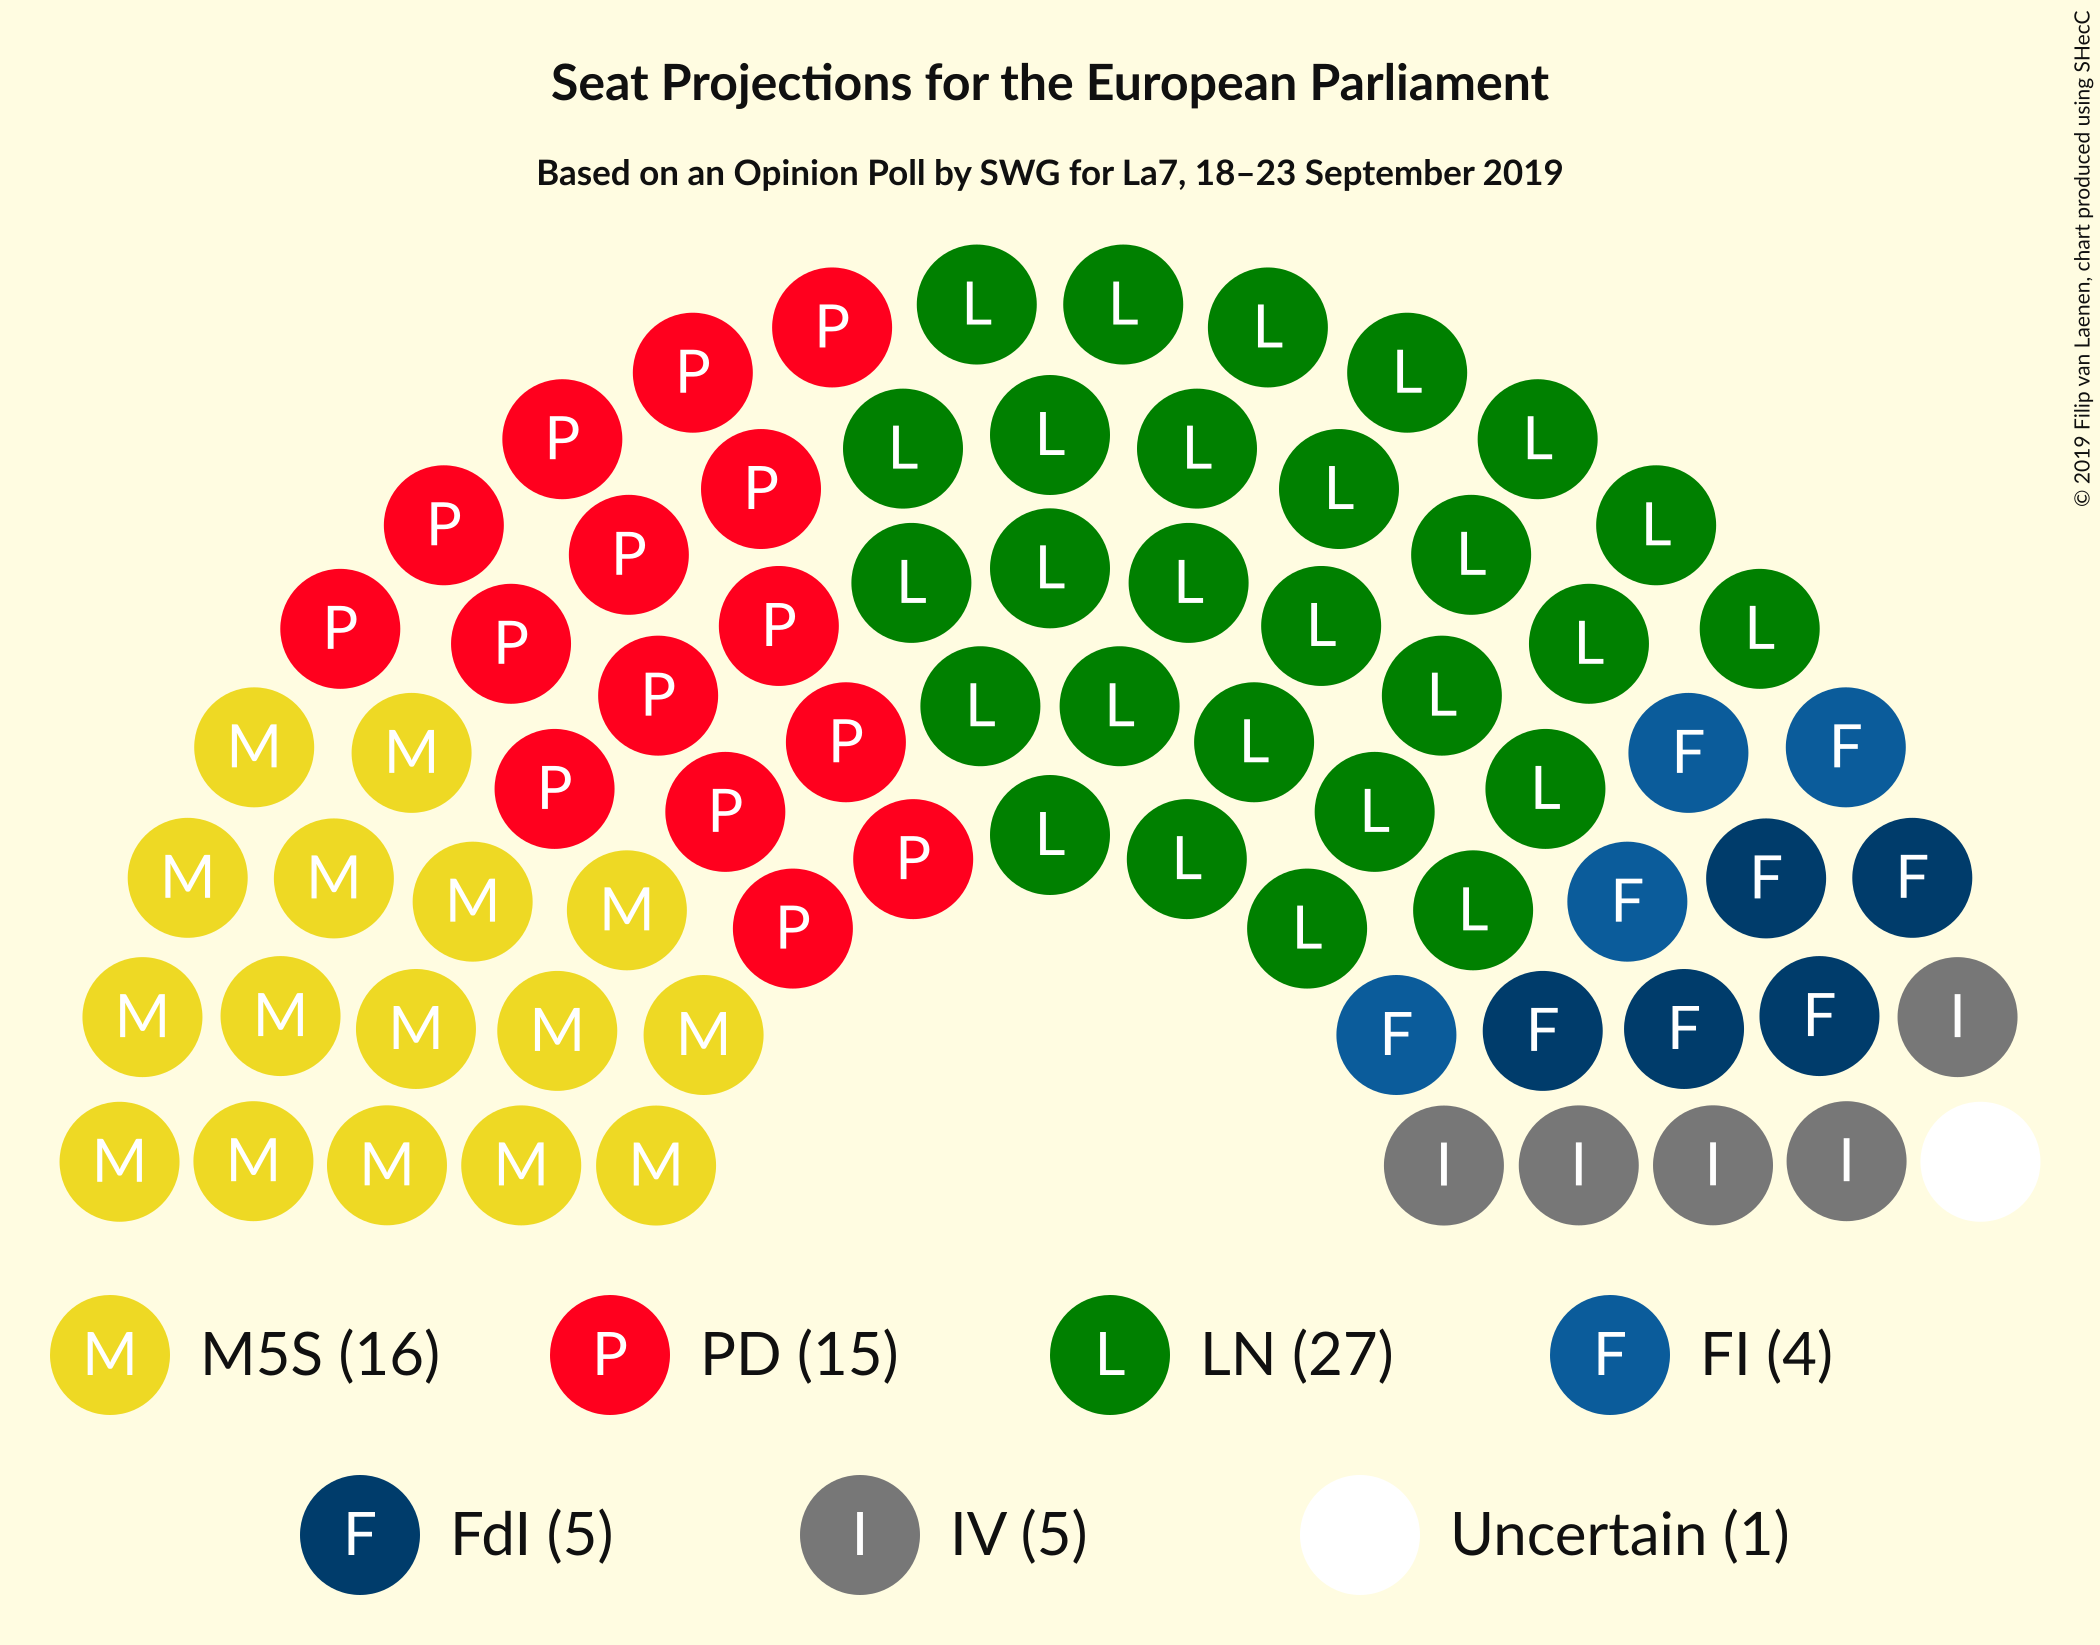 Seat Projections for the European Parliament
Based on an Opinion Poll by SWG for La7, 18–23 September 2019
© 2019 Filip van Laenen, chart produced using SHecC
L L
P L
P L
L
P L L L L
P L
P L
P L
L
P L L L
P L
P L
P L
P L
L L
M P L F F
M P L
P L
L
P L
M M F F
M P L F
M L
P L
M M M M M F F F F I
M M M M M I I I I
M M5S (16) P PD (15) L LN (27) F FI (4)
F FdI (5) I IV (5) Uncertain (1)